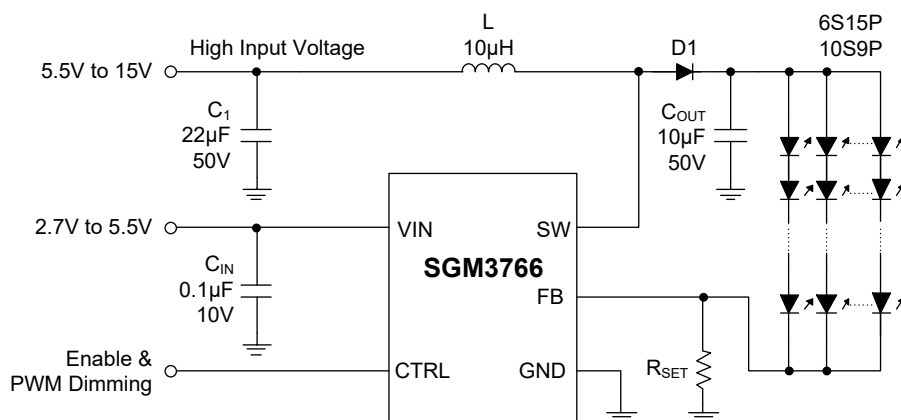 L
10µH
High Input Voltage
6S15P
10S9P
D1
5.5V to 15V
C1
22µF
50V
COUT
10µF
50V
2.7V to 5.5V
VIN
SW
SGM3766
CIN
0.1µF
10V
FB
Enable &
PWM Dimming
CTRL
GND
RSET